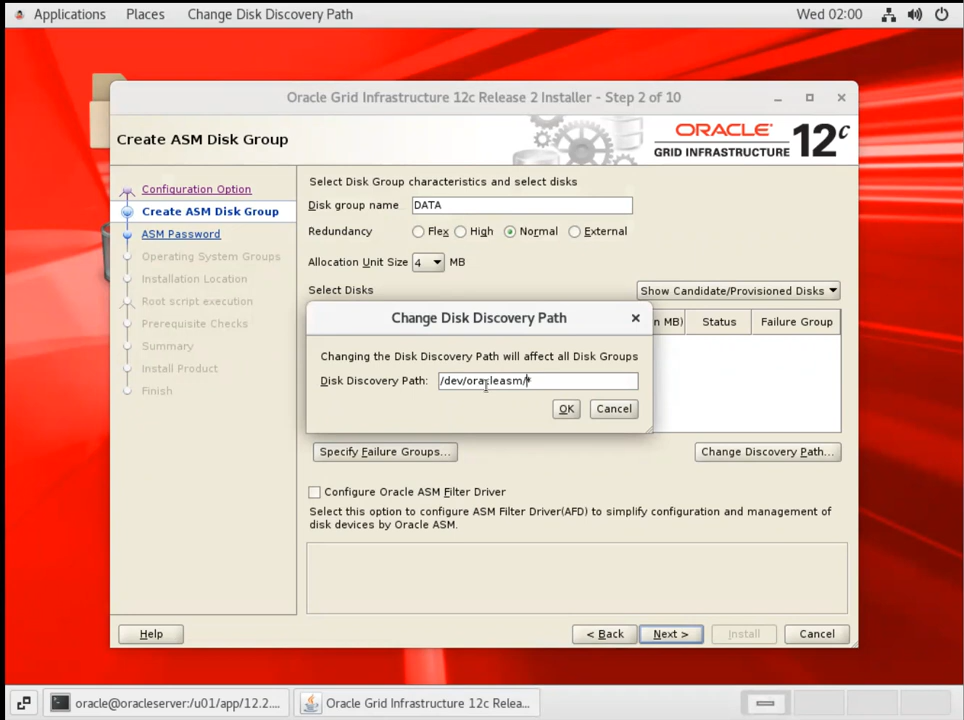 Applications Places Change Disk Discovery Path Wed 02:00
Oracle Grid Infrastructure 12c Release 2 Installer - Step 2 of 10
Create ASM Disk Group
ORACLE
GRID INFRASTRUCTURE 12c
Configuration Option
Create ASM Disk Group
ASM Password
Operating System Groups
Installation Location
Root script execution
Prerequisite Checks
Summary
Install Product
Finish
Select Disk Group characteristics and select disks
Disk group name DATA
Redundancy Flex High Normal External
Allocation Unit Size 4 MB
Select Disks Show Candidate/Provisioned Disks
n MB) Status Failure Group
Change Disk Discovery Path
Changing the Disk Discovery Path will affect all Disk Groups
Disk Discovery Path: /dev/oracleasm/*
OK Cancel
Specify Failure Groups... Change Discovery Path...
Configure Oracle ASM Filter Driver
Select this option to configure ASM Filter Driver(AFD) to simplify configuration and management of
disk devices by Oracle ASM.
Help < Back Next > Install Cancel
oracle@oracleserver:/u01/app/12.2.... Oracle Grid Infrastructure 12c Relea...